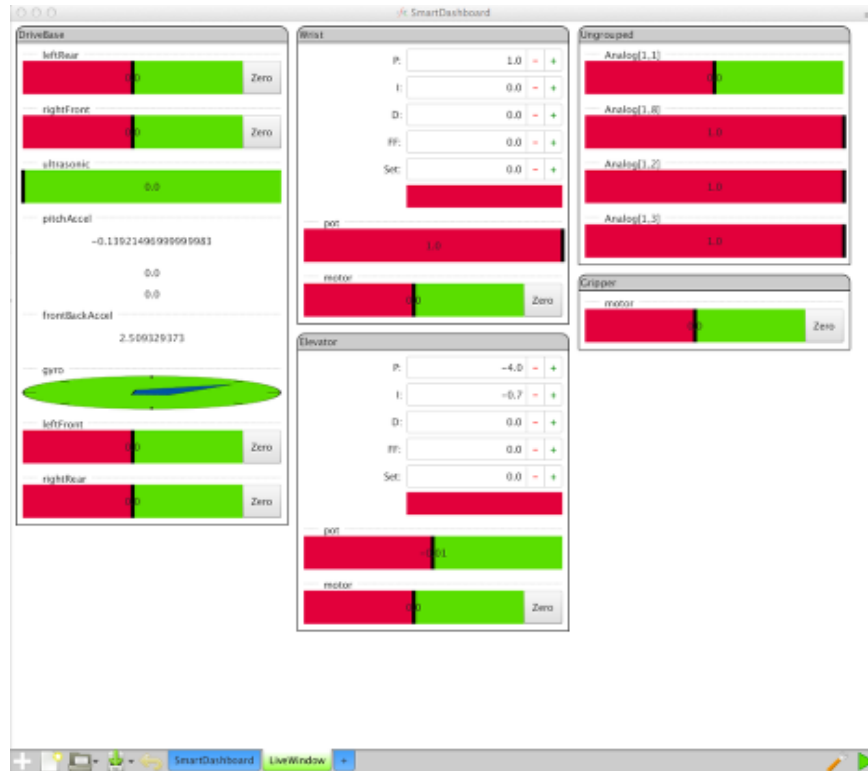 SmartDashboard
DriveBase
leftRear
0.0
Zero
rightFront
0.0
Zero
ultrasonic
0.0
pitchAccel
-0.13921496999999983
0.0
0.0
frontBackAccel
2.509329373
gyro
leftFront
0.0
Zero
rightRear
0.0
Zero
Wrist
P: 1.0 - +
I: 0.0 - +
D: 0.0 - +
FF: 0.0 - +
Set: 0.0 - +
pot
1.0
motor
0.0
Zero
Elevator
P: -4.0 - +
I: -0.7 - +
D: 0.0 - +
FF: 0.0 - +
Set: 0.0 - +
pot
-0.01
motor
0.0
Zero
Ungrouped
Analog[1,1]
0.0
Analog[1,8]
1.0
Analog[1,2]
1.0
Analog[1,3]
1.0
Gripper
motor
0.0
Zero
SmartDashboard LiveWindow +